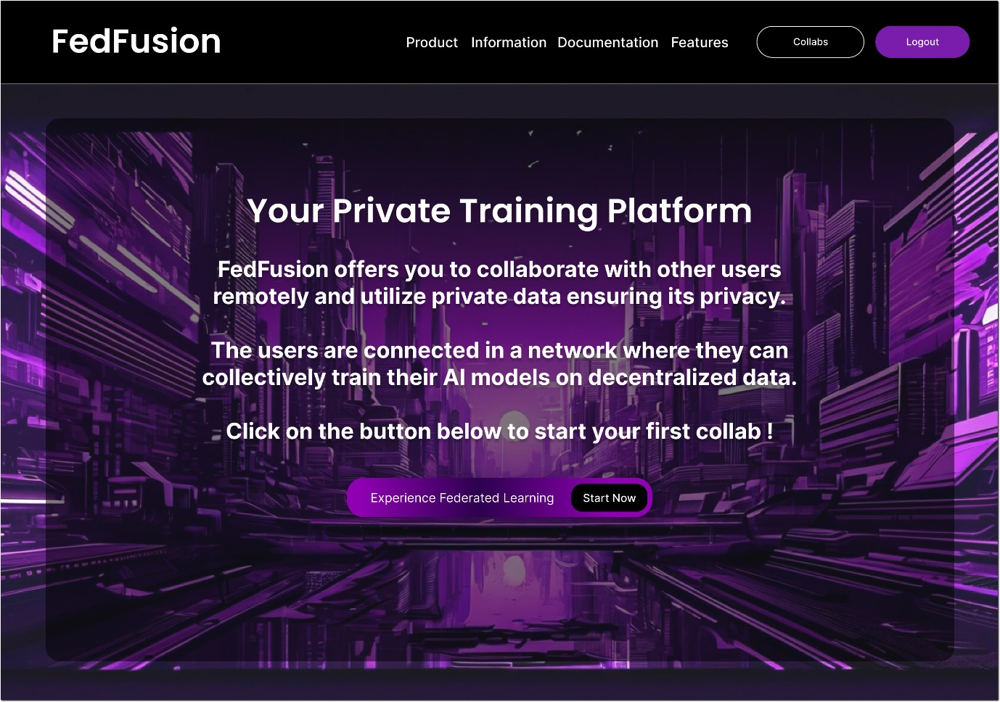 FedFusion
Product Information Documentation Features Collabs Logout
Your Private Training Platform
FedFusion offers you to collaborate with other users
remotely and utilize private data ensuring its privacy.
The users are connected in a network where they can
collectively train their AI models on decentralized data.
Click on the button below to start your first collab !
Experience Federated Learning Start Now